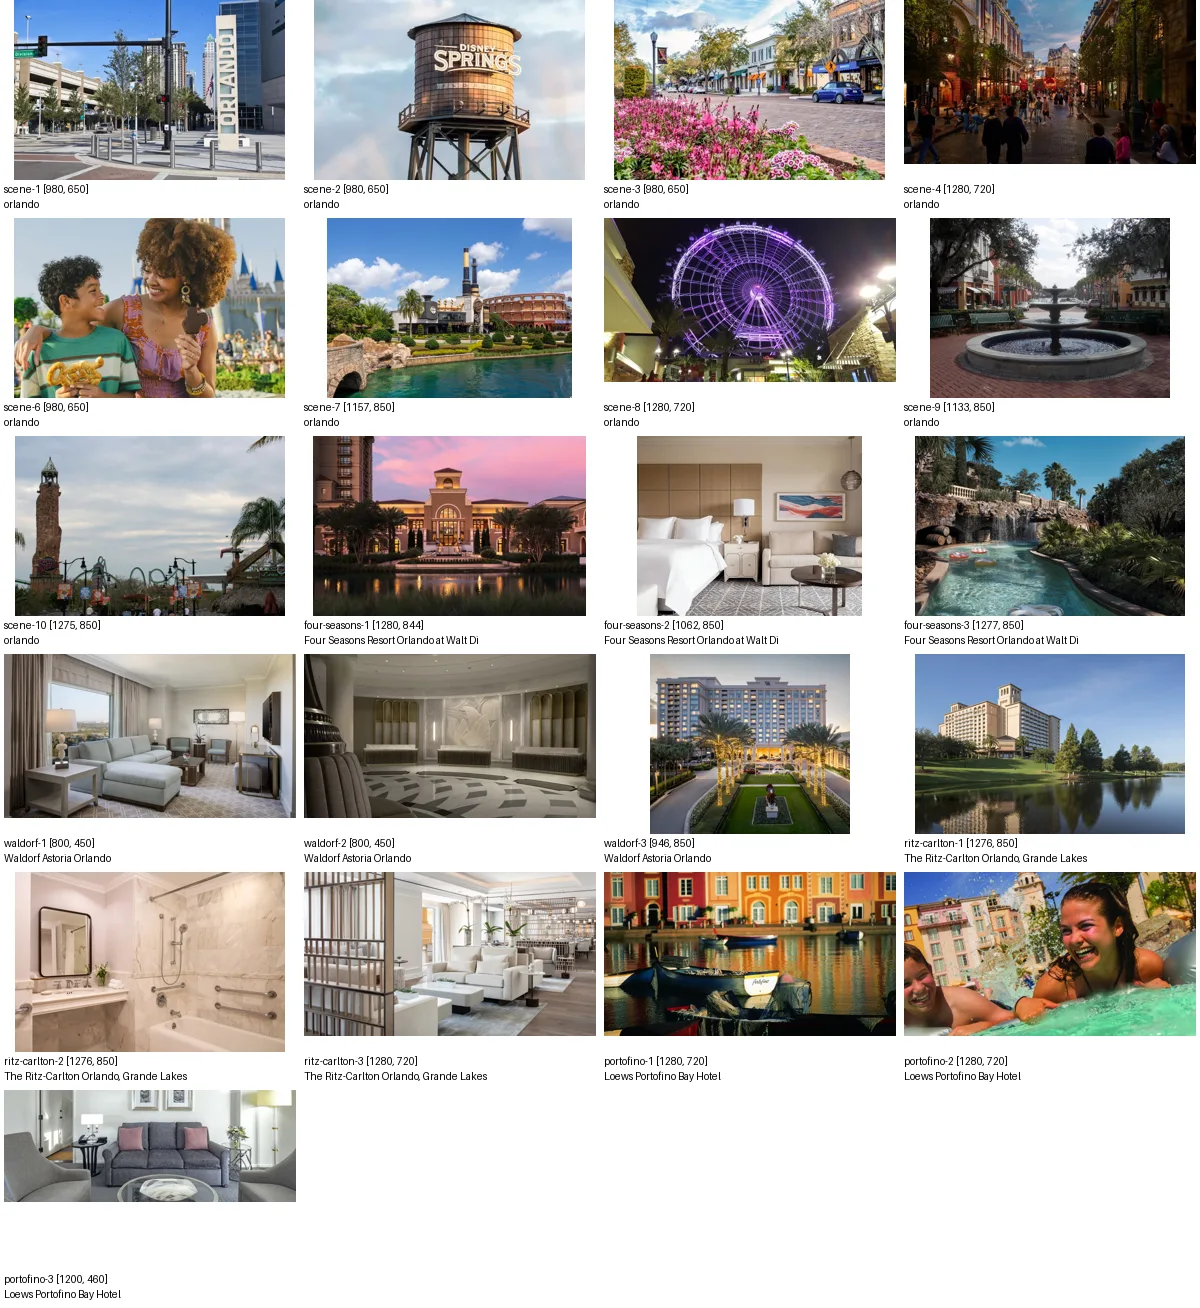 Division
ORLANDO
DISNEY
SPRINGS
scene-1 [980, 650]
orlando
scene-2 [980, 650]
orlando
scene-3 [980, 650]
orlando
scene-4 [1280, 720]
orlando
scene-6 [980, 650]
orlando
scene-7 [1157, 850]
orlando
scene-8 [1280, 720]
orlando
scene-9 [1133, 850]
orlando
scene-10 [1275, 850]
orlando
four-seasons-1 [1280, 844]
Four Seasons Resort Orlando at Walt Di
four-seasons-2 [1062, 850]
Four Seasons Resort Orlando at Walt Di
four-seasons-3 [1277, 850]
Four Seasons Resort Orlando at Walt Di
waldorf-1 [800, 450]
Waldorf Astoria Orlando
waldorf-2 [800, 450]
Waldorf Astoria Orlando
waldorf-3 [946, 850]
Waldorf Astoria Orlando
ritz-carlton-1 [1276, 850]
The Ritz-Carlton Orlando, Grande Lakes
ritz-carlton-2 [1276, 850]
The Ritz-Carlton Orlando, Grande Lakes
ritz-carlton-3 [1280, 720]
The Ritz-Carlton Orlando, Grande Lakes
portofino-1 [1280, 720]
Loews Portofino Bay Hotel
portofino-2 [1280, 720]
Loews Portofino Bay Hotel
portofino-3 [1200, 460]
Loews Portofino Bay Hotel